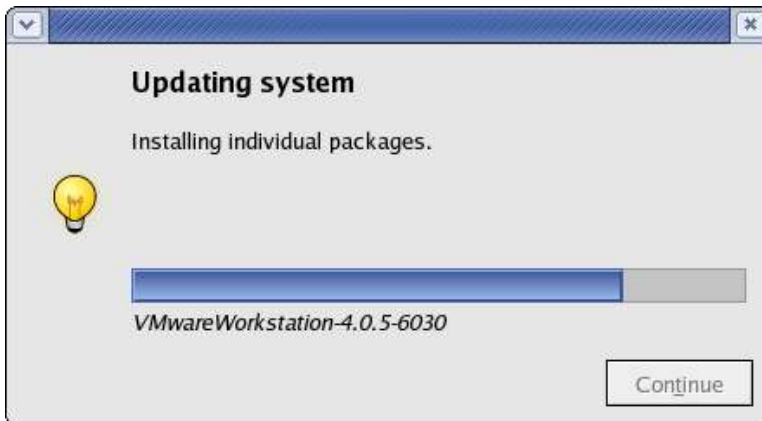 Updating system
Installing individual packages.
VMwareWorkstation-4.0.5-6030
Continue